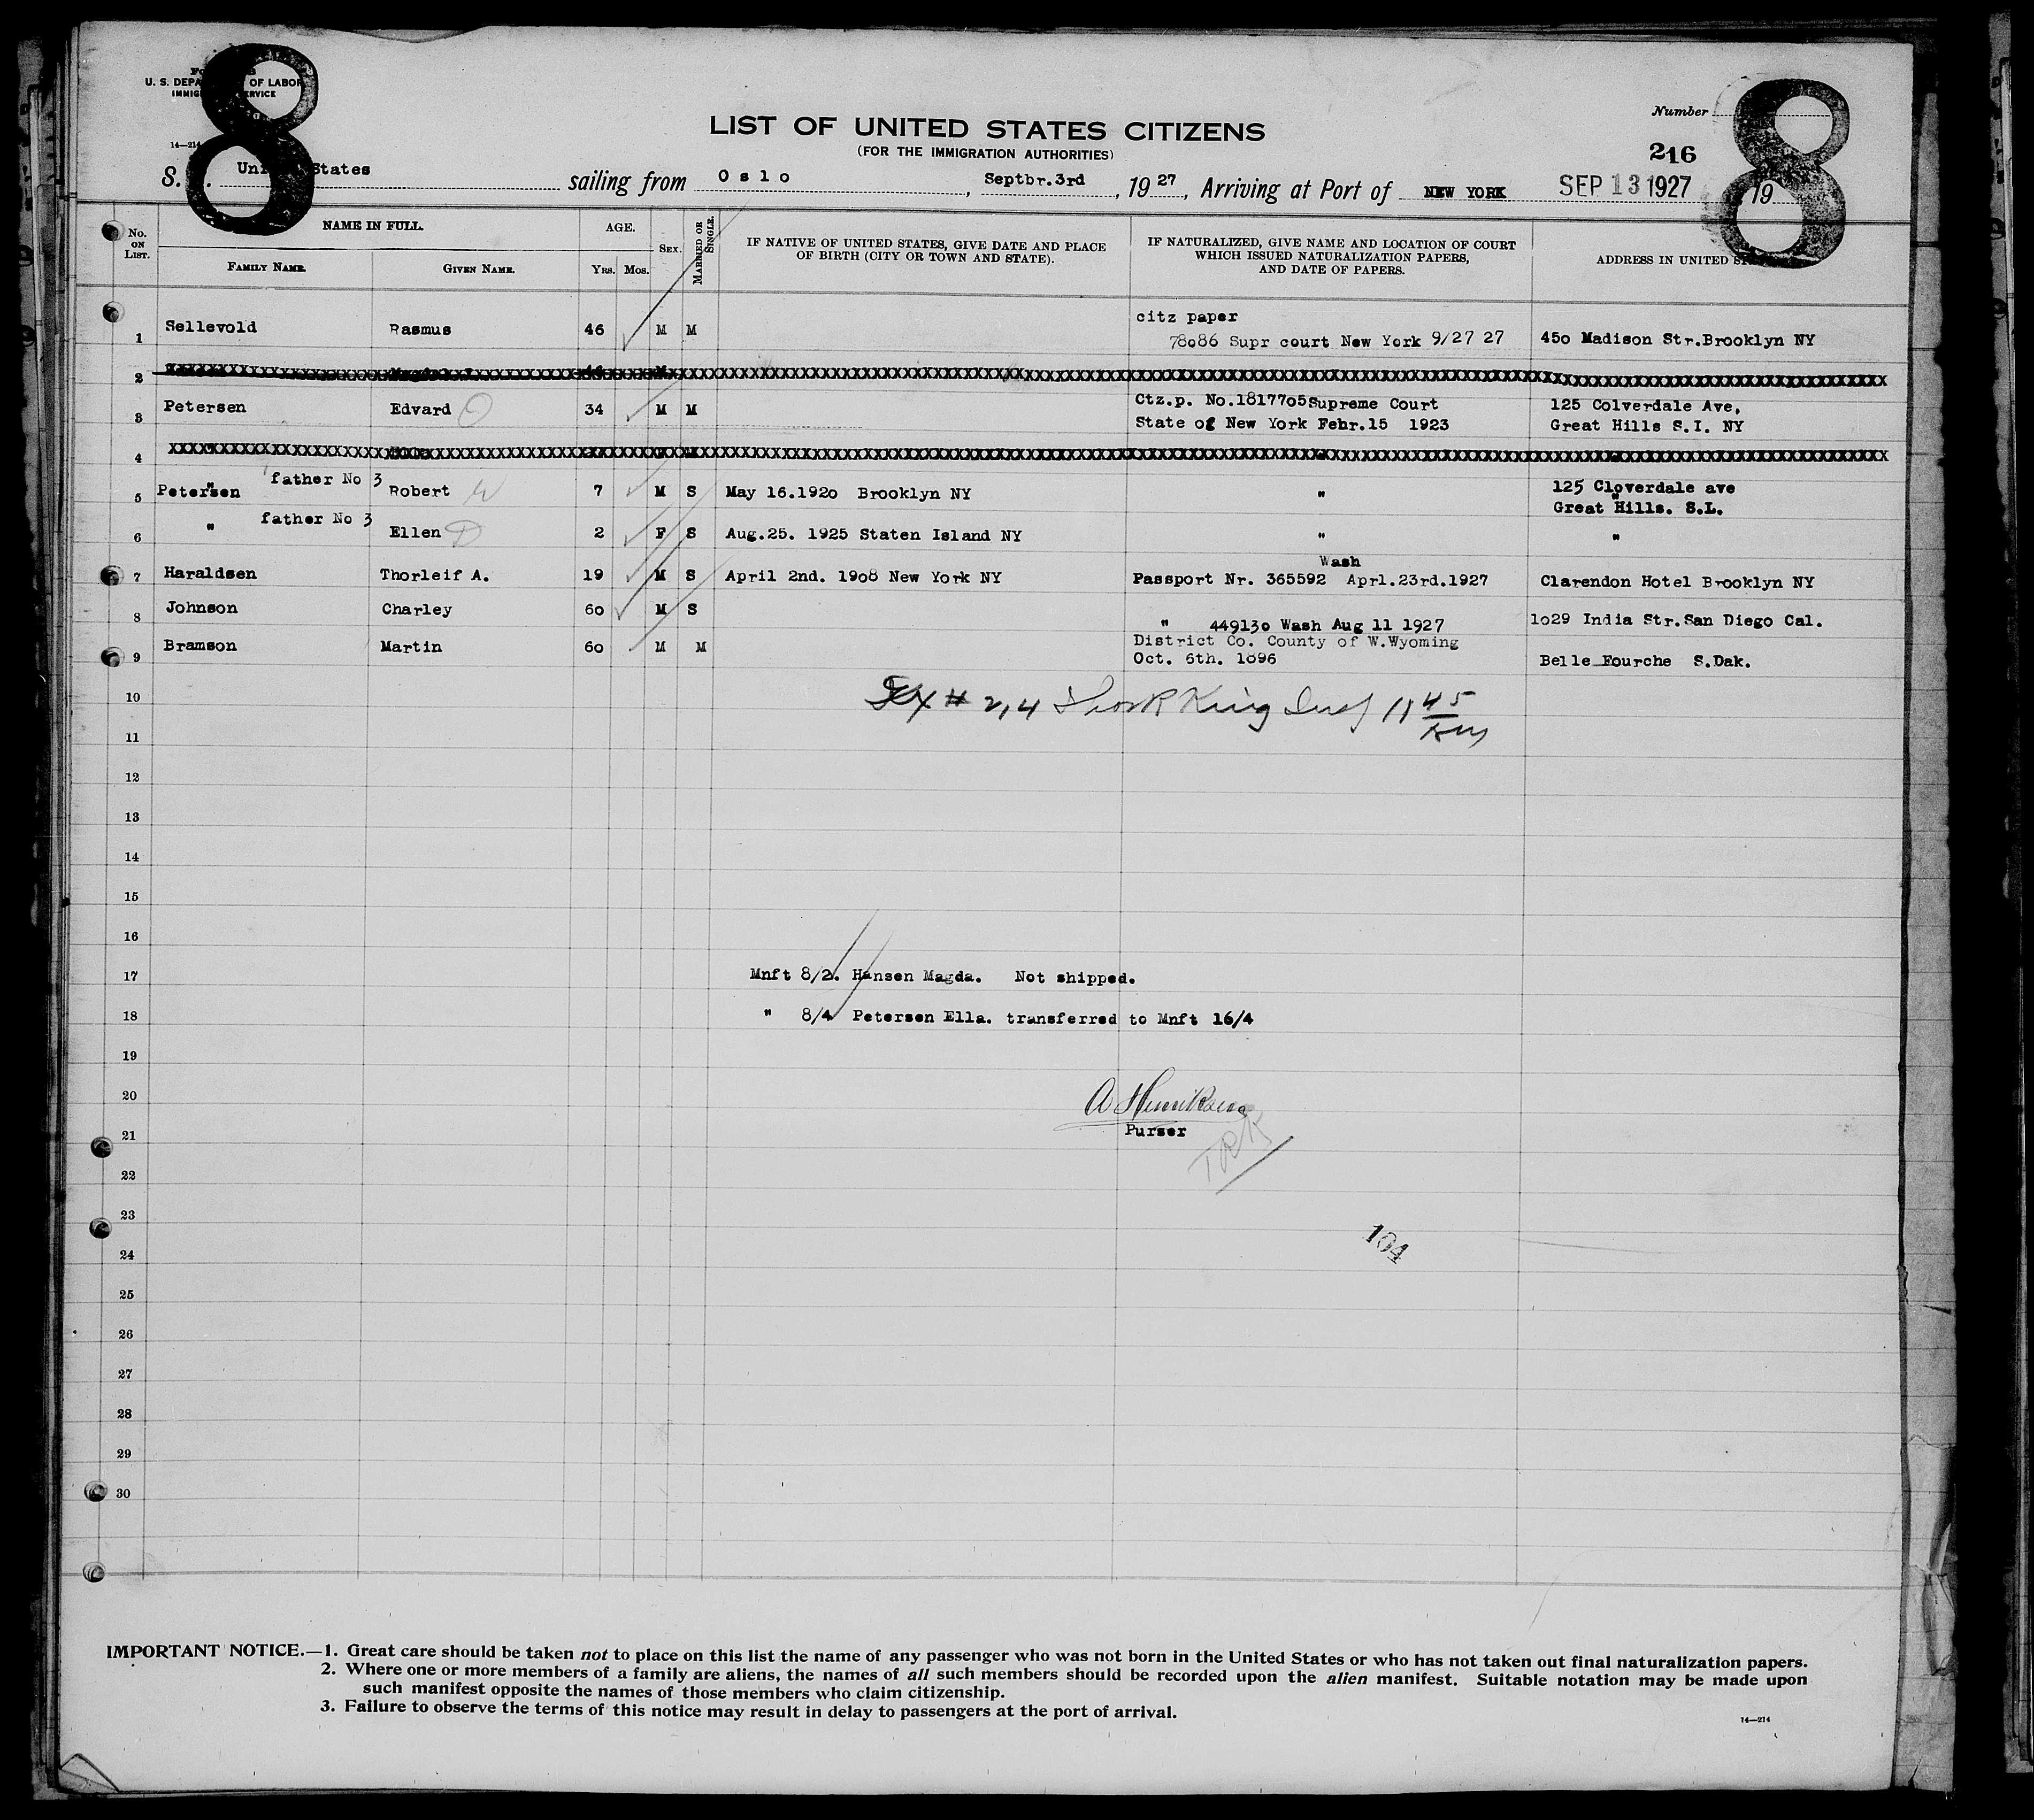 8
8
U. S. DEPA OF LABOR
IMMIG ERVICE
14—214
Number
LIST OF UNITED STATES CITIZENS
(FOR THE IMMIGRATION AUTHORITIES)
216
S. Uni States sailing from Oslo, Septbr.3rd, 1927, Arriving at Port of NEW YORK SEP 13 1927 19
No. ON LIST.
NAME IN FULL.
FAMILY NAME.
GIVEN NAME.
AGE.
YRS. MOS.
SEX.
MARRIED OR SINGLE.
IF NATIVE OF UNITED STATES, GIVE DATE AND PLACE OF BIRTH (CITY OR TOWN AND STATE).
IF NATURALIZED, GIVE NAME AND LOCATION OF COURT WHICH ISSUED NATURALIZATION PAPERS, AND DATE OF PAPERS.
ADDRESS IN UNITED ST
citz paper
1 Sellevold Rasmus 46 M M 78086 Supr court New York 9/27 27 450 Madison Str.Brooklyn NY
2
3 Petersen Edvard O 34 M M Ctz.p. No.1817705Supreme Court 125 Colverdale Ave,
State of New York Febr.15 1923 Great Hills S.I. NY
4
father No 3
5 Petersen Robert W 7 M S May 16.1920 Brooklyn NY " 125 Cloverdale ave
Great Hills. S.L.
father No 3
6 " Ellen D 2 F S Aug.25. 1925 Staten Island NY " "
Wash
7 Haraldsen Thorleif A. 19 M S April 2nd. 1908 New York NY Passport Nr. 365592 Aprl.23rd.1927 Clarendon Hotel Brooklyn NY
8 Johnson Charley 60 M S " 449130 Wash Aug 11 1927 1029 India Str.San Diego Cal.
9 Bramson Martin 60 M M District Co. County of W.Wyoming
Oct. 6th. 1896 Belle Fourche S.Dak.
10 # 2,4 King
11
12
13
14
15
16
17 Mnft 8/2. Hansen Magda. Not shipped.
18 " 8/4 Petersen Ella. transferred to Mnft 16/4
19
20 A Henriksen
21 Purser
22
23
24 104
25
26
27
28
29
30
IMPORTANT NOTICE.—1. Great care should be taken not to place on this list the name of any passenger who was not born in the United States or who has not taken out final naturalization papers.
2. Where one or more members of a family are aliens, the names of all such members should be recorded upon the alien manifest. Suitable notation may be made upon
such manifest opposite the names of those members who claim citizenship.
3. Failure to observe the terms of this notice may result in delay to passengers at the port of arrival.
14—214